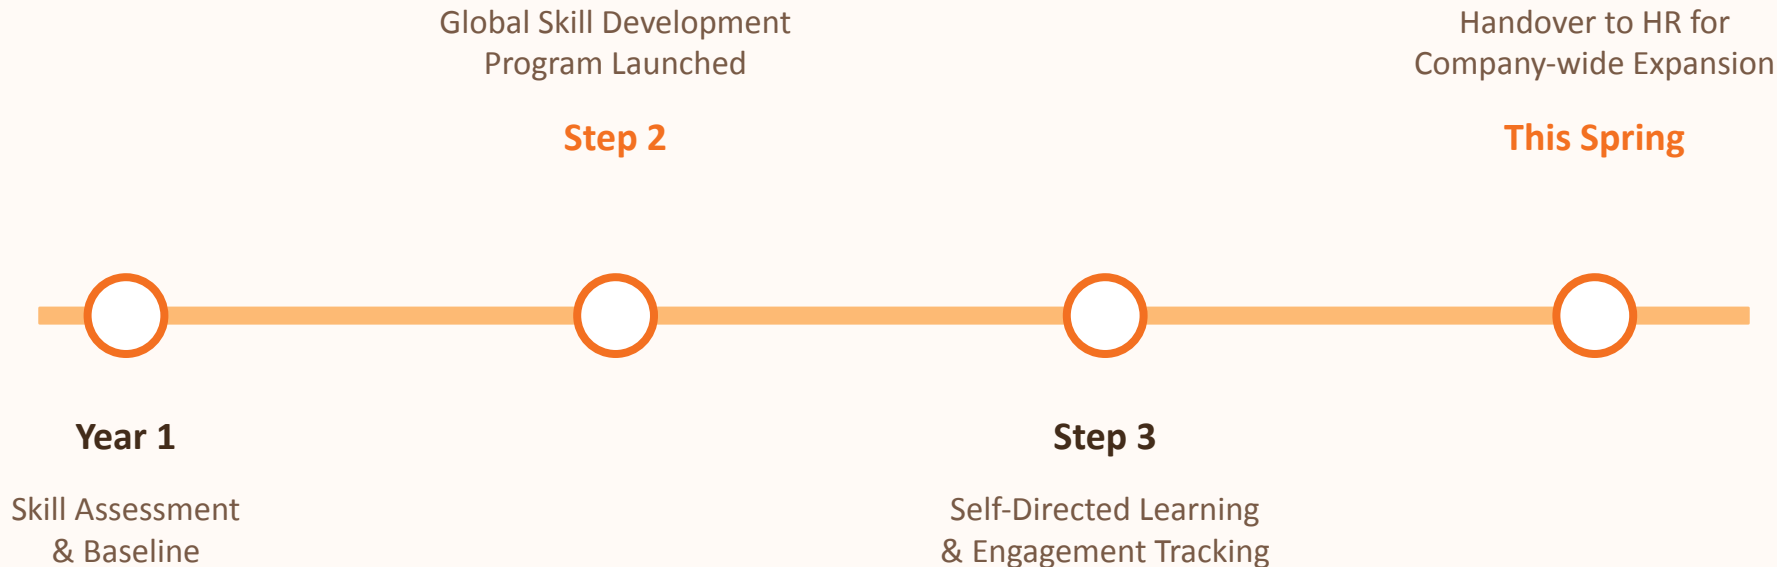 Global Skill Development
Program Launched
Step 2
Handover to HR for
Company-wide Expansion
This Spring
Year 1
Skill Assessment
& Baseline
Step 3
Self-Directed Learning
& Engagement Tracking